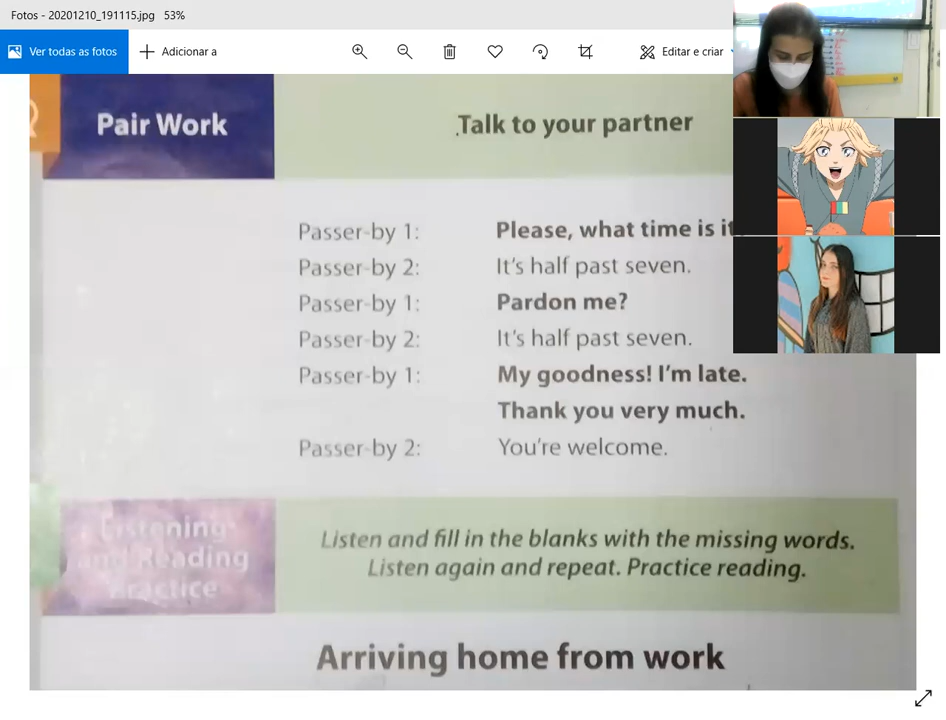 Fotos - 20201210_191115.jpg 53%
Ver todas as fotos
Adicionar a
Editar e criar
Pair Work
Talk to your partner
Passer-by 1: Please, what time is it
Passer-by 2: It's half past seven.
Passer-by 1: Pardon me?
Passer-by 2: It's half past seven.
Passer-by 1: My goodness! I'm late.
Thank you very much.
Passer-by 2: You're welcome.
Listening
and Reading
Practice
Listen and fill in the blanks with the missing words.
Listen again and repeat. Practice reading.
Arriving home from work